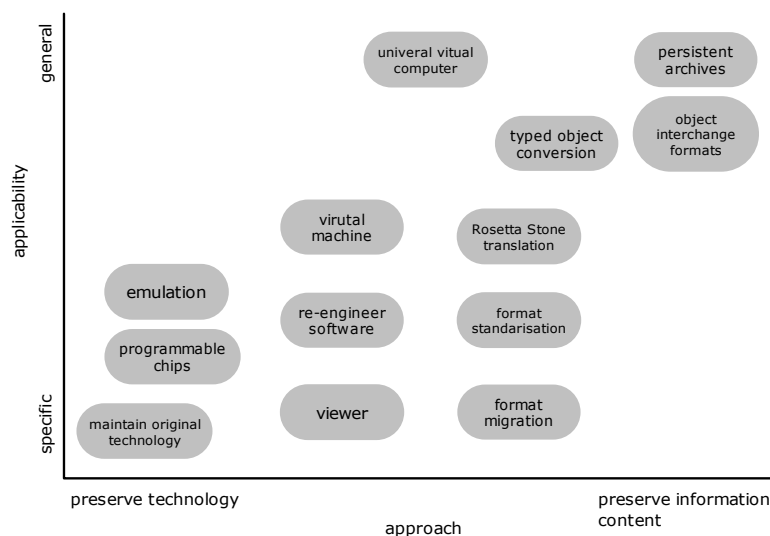 general
univeral vitual
computer
persistent
archives
object
interchange
formats
typed object
conversion
applicability
virutal
machine
Rosetta Stone
translation
emulation
re-engineer
software
format
standarisation
programmable
chips
specific
maintain original
technology
viewer
format
migration
preserve technology
preserve information
content
approach